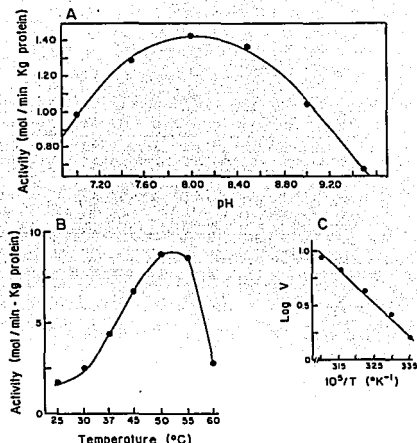 A
Activity (mol/min Kg protein)
1.40
1.20
1.00
0.80
7.20 7.60 8.00 8.40 8.80 9.20
pH
B
Activity (mol/min - Kg protein)
10
5
0
25 30 37 45 50 55 60
Temperature (°C)
C
Log V
1.0
0.5
0
315 325 335
10⁵/T (°K⁻¹)